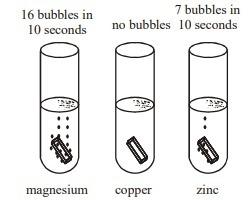 16 bubbles in
10 seconds
no bubbles
7 bubbles in
10 seconds
magnesium
copper
zinc